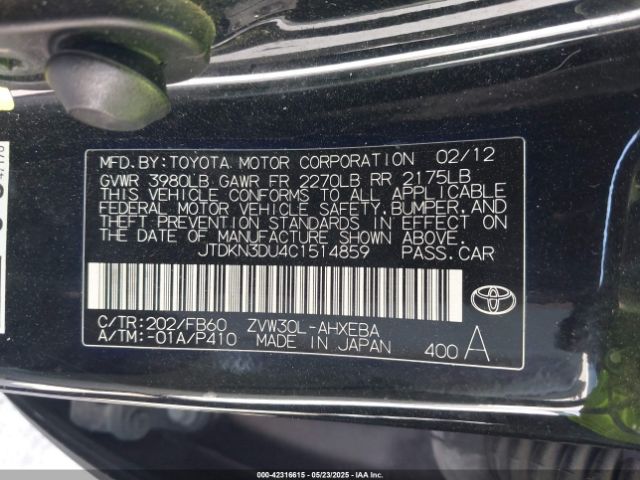 MFD.BY:TOYOTA MOTOR CORPORATION 02/12
GVWR 3980LB GAWR FR 2270LB RR 2175LB
THIS VEHICLE CONFORMS TO ALL APPLICABLE
FEDERAL MOTOR VEHICLE SAFETY, BUMPER, AND
THEFT PREVENTION STANDARDS IN EFFECT ON
THE DATE OF MANUFACTURE SHOWN ABOVE.
JTDKN3DU4C1514859 PASS.CAR
C/TR:202/FB60 ZVW30L-AHXEBA
A/TM:-01A/P410 MADE IN JAPAN 400 A
000-42316615 - 05/23/2025 - IAA Inc.